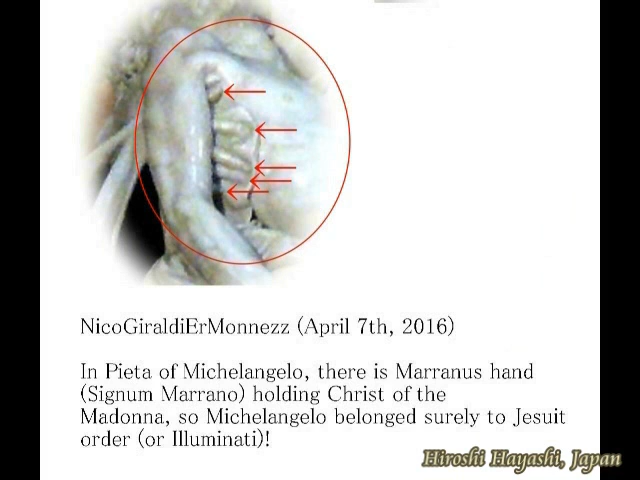 NicoGiraldiErMonnezz (April 7th, 2016)
In Pieta of Michelangelo, there is Marranus hand
(Signum Marrano) holding Christ of the
Madonna, so Michelangelo belonged surely to Jesuit
order (or Illuminati)!
Hiroshi Hayashi, Japan